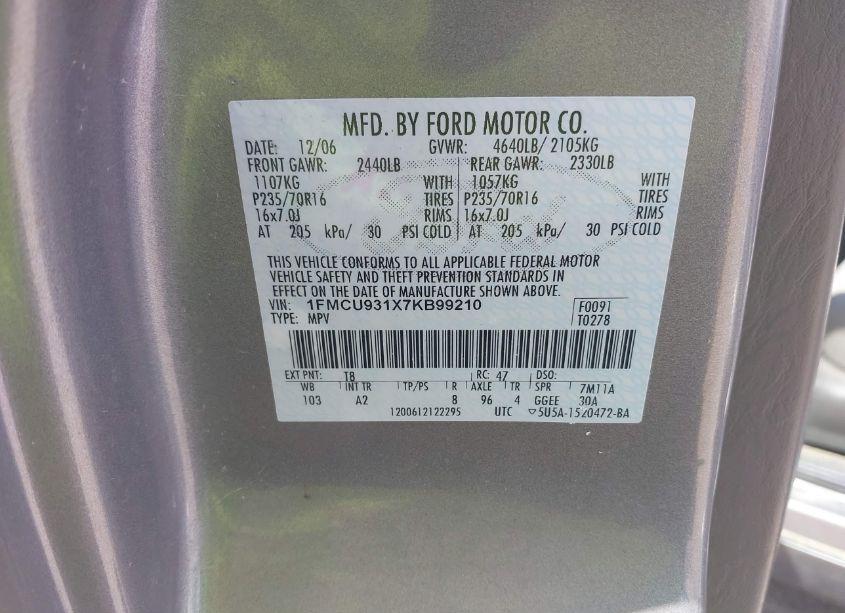 MFD. BY FORD MOTOR CO.
DATE: 12/06 GVWR: 4640LB/ 2105KG
FRONT GAWR: 2440LB REAR GAWR: 2330LB
1107KG WITH 1057KG WITH
P235/70R16 TIRES P235/70R16 TIRES
16x7.0J RIMS 16x7.0J RIMS
AT 205 kPa/ 30 PSI COLD AT 205 kPa/ 30 PSI COLD
THIS VEHICLE CONFORMS TO ALL APPLICABLE FEDERAL MOTOR
VEHICLE SAFETY AND THEFT PREVENTION STANDARDS IN
EFFECT ON THE DATE OF MANUFACTURE SHOWN ABOVE.
VIN: 1FMCU931X7KB99210 F0091
TYPE: MPV T0278
EXT PNT: T8 RC: 47 DSO:
WB INT TR TP/PS R AXLE TR SPR 7M11A
103 A2 8 96 4 GGEE 30A
1200612122295 UTC ▽5U5A-1520472-BA